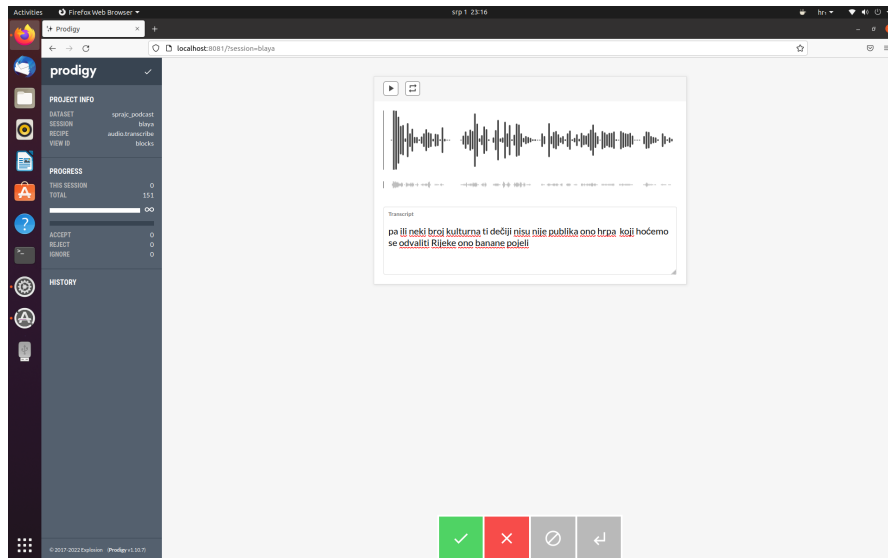 Activities
Firefox Web Browser
srp 1 23:16
hr
Prodigy
localhost:8081/?session=blaya
prodigy
PROJECT INFO
DATASET sprajc_podcast
SESSION blaya
RECIPE audio.transcribe
VIEW ID blocks
PROGRESS
THIS SESSION 0
TOTAL 151
∞
ACCEPT 0
REJECT 0
IGNORE 0
HISTORY
© 2017-2022 Explosion (Prodigy v1.10.7)
Transcript
pa ili neki broj kulturna ti dečiji nisu nije publika ono hrpa koji hoćemo
se odvaliti Rijeke ono banane pojeli